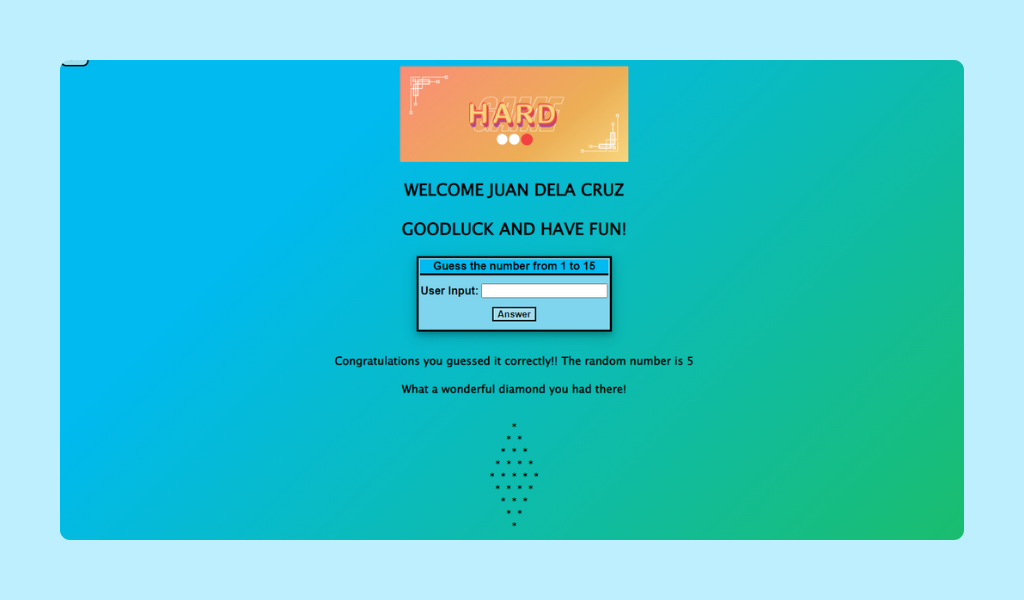 GAME
HARD
WELCOME JUAN DELA CRUZ
GOODLUCK AND HAVE FUN!
Guess the number from 1 to 15
User Input:
Answer
Congratulations you guessed it correctly!! The random number is 5
What a wonderful diamond you had there!
*
* *
* * *
* * * *
* * * * *
* * * *
* * *
* *
*